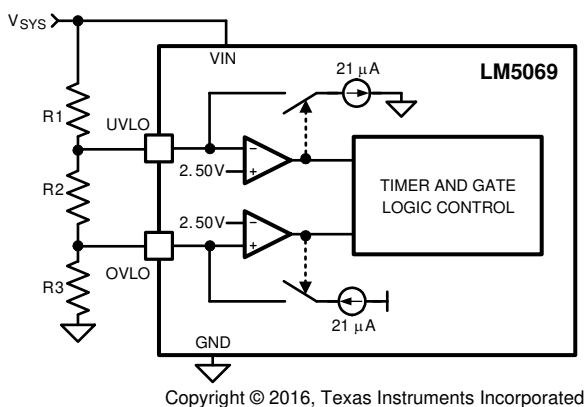 VSYS
VIN
LM5069
21 μA
R1
UVLO
−
2.50V
+
R2
TIMER AND GATE
LOGIC CONTROL
2.50V
−
+
OVLO
R3
21 μA
GND
Copyright © 2016, Texas Instruments Incorporated